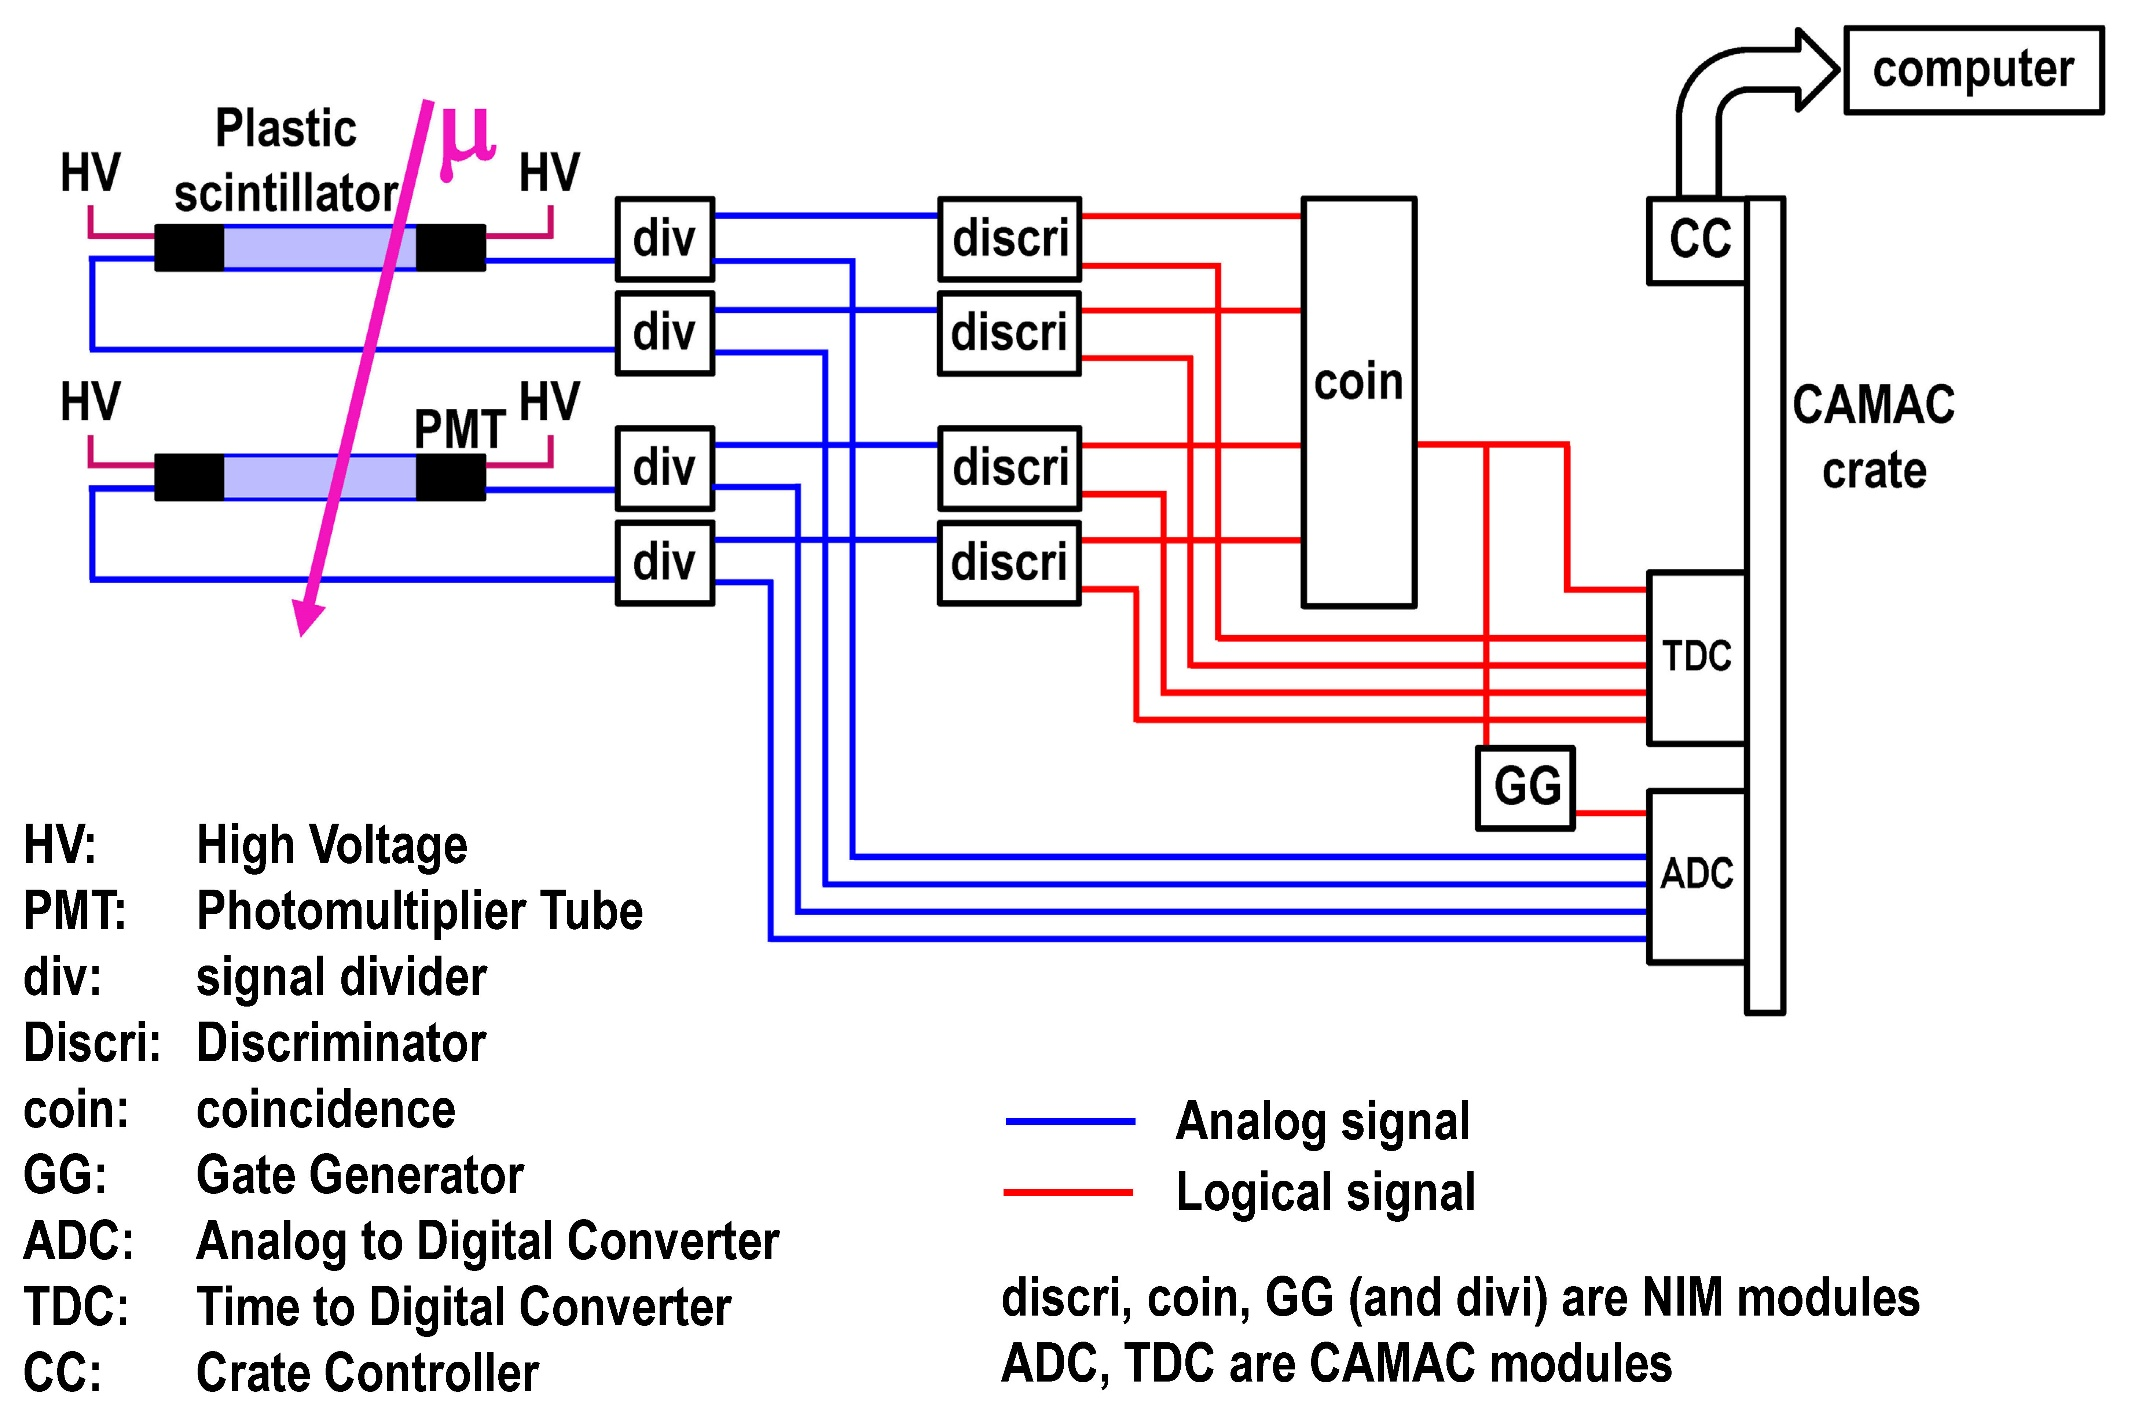 computer
Plastic
scintillator
μ
HV
HV
div
discri
CC
div
discri
coin
HV
PMT
HV
CAMAC
crate
div
discri
div
discri
TDC
GG
ADC
HV: High Voltage
PMT: Photomultiplier Tube
div: signal divider
Discri: Discriminator
coin: coincidence
GG: Gate Generator
ADC: Analog to Digital Converter
TDC: Time to Digital Converter
CC: Crate Controller
Analog signal
Logical signal
discri, coin, GG (and divi) are NIM modules
ADC, TDC are CAMAC modules